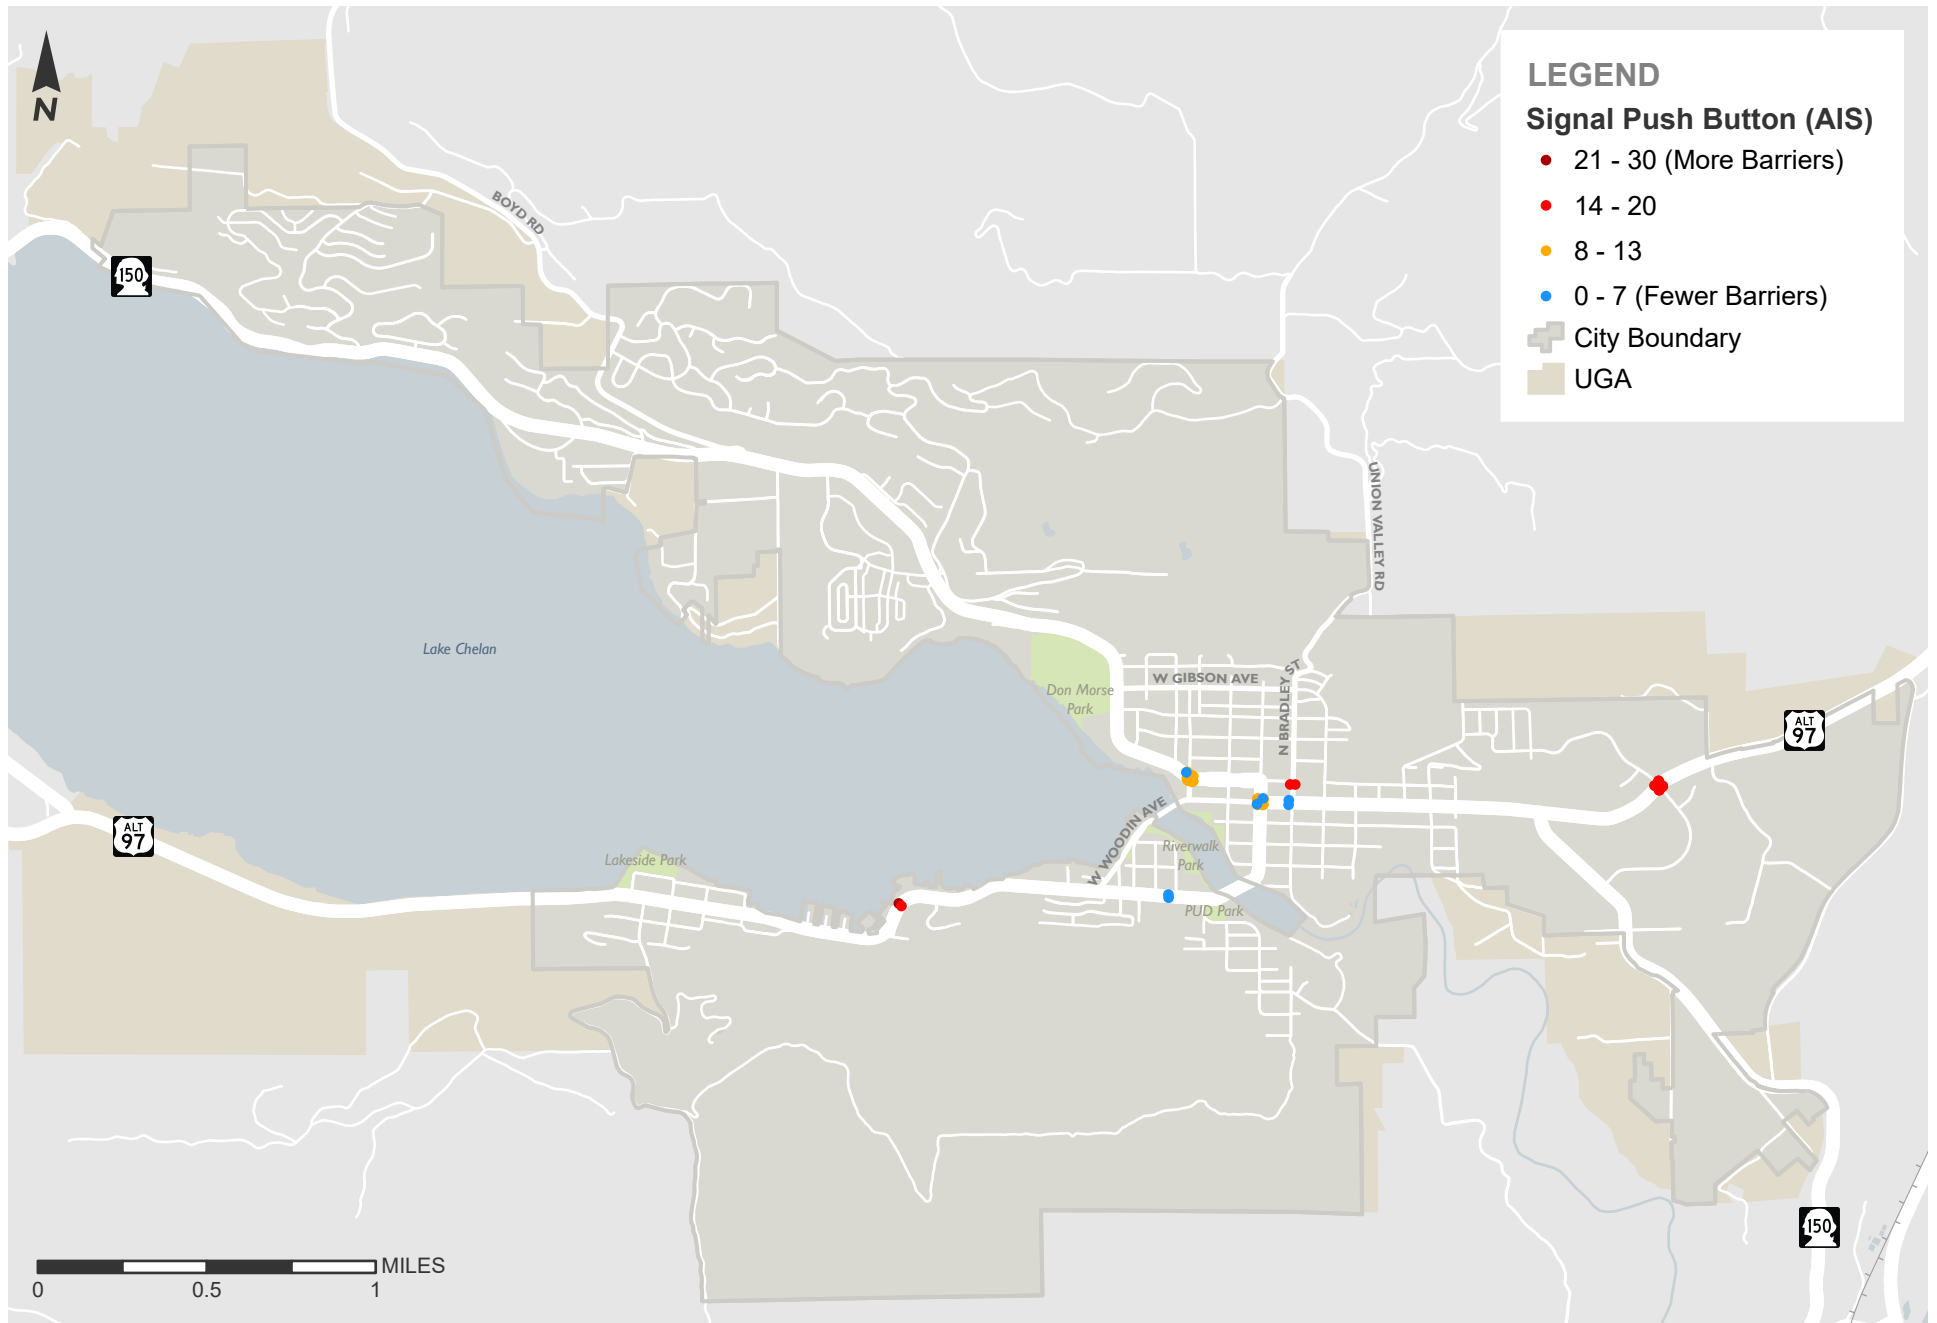 N
LEGEND
Signal Push Button (AIS)
21 - 30 (More Barriers)
14 - 20
8 - 13
0 - 7 (Fewer Barriers)
City Boundary
UGA
BOYD RD
150
UNION VALLEY RD
Lake Chelan
W GIBSON AVE
N BRADLEY ST
Don Morse
Park
ALT
97
W WOODIN AVE
ALT
97
Lakeside Park
Riverwalk
Park
PUD Park
150
MILES
0
0.5
1